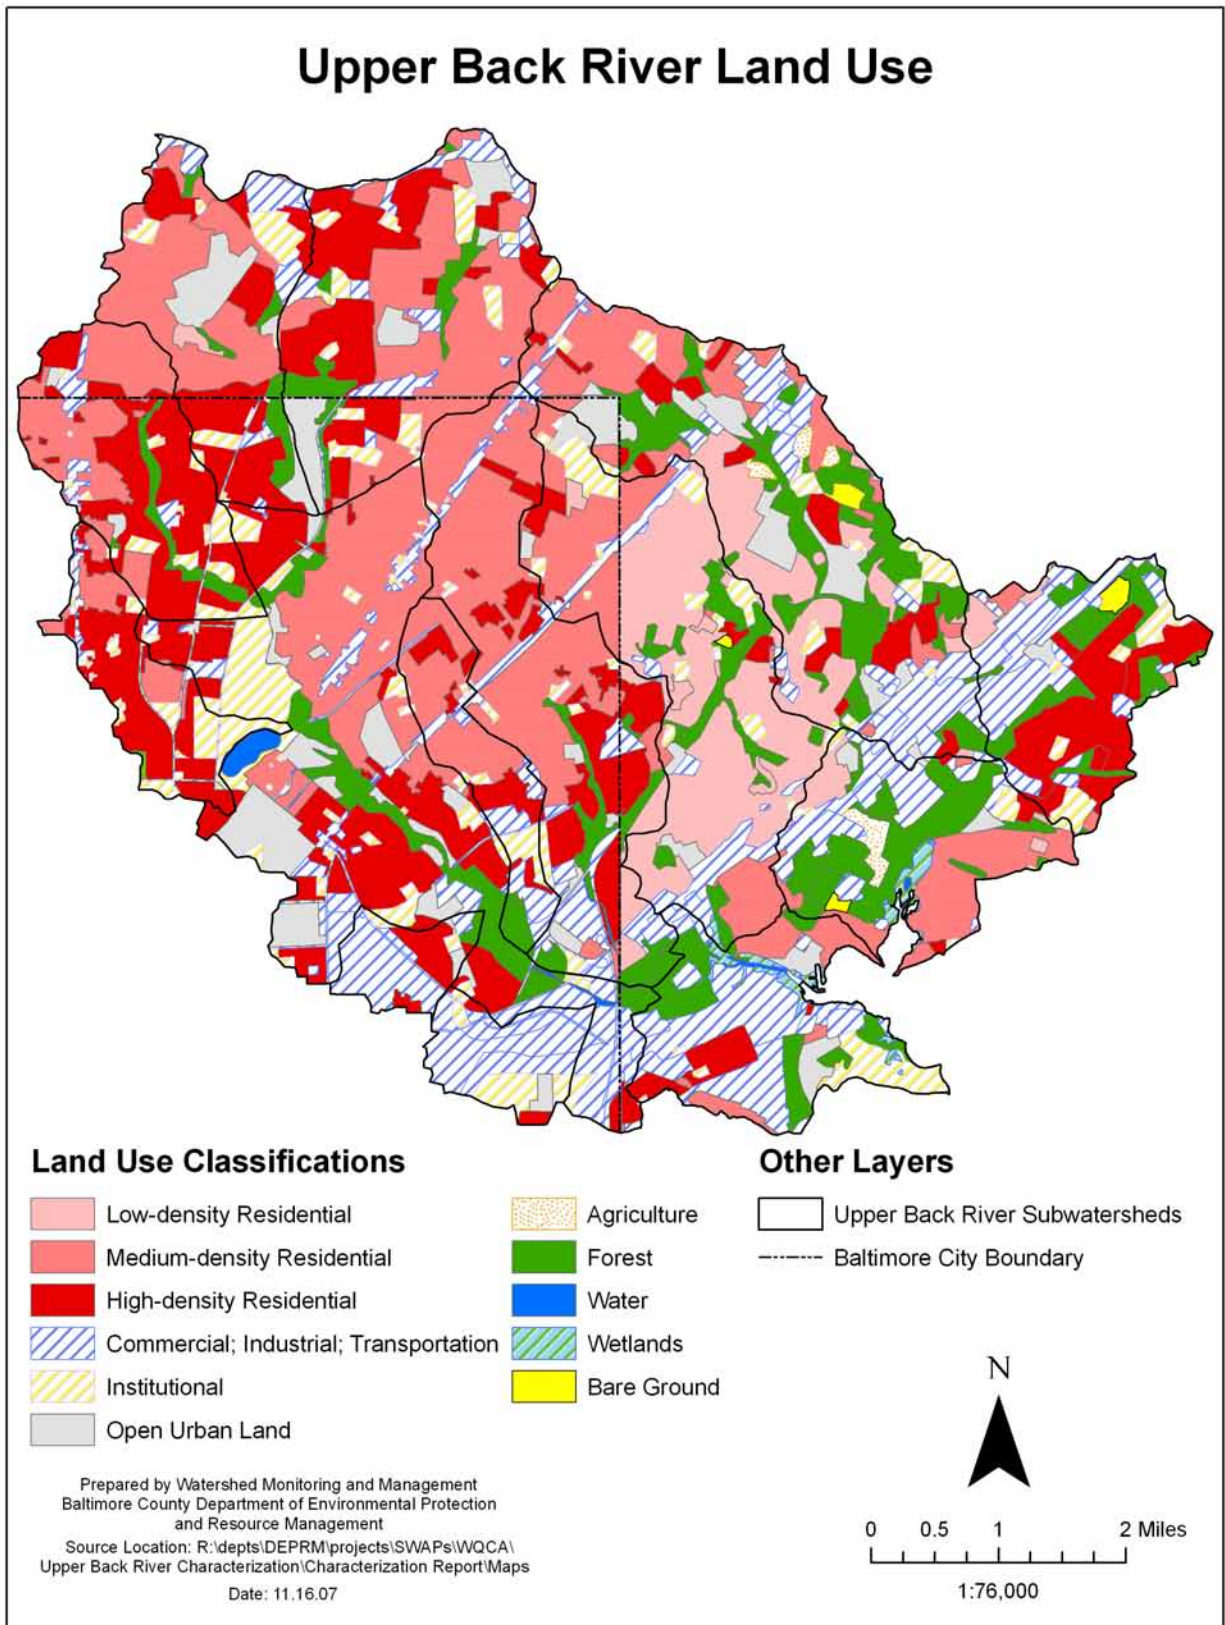 Upper Back River Land Use
Land Use Classifications
Low-density Residential
Medium-density Residential
High-density Residential
Commercial; Industrial; Transportation
Institutional
Open Urban Land
Agriculture
Forest
Water
Wetlands
Bare Ground
Other Layers
Upper Back River Subwatersheds
Baltimore City Boundary
Prepared by Watershed Monitoring and Management
Baltimore County Department of Environmental Protection
and Resource Management
Source Location: R:\depts\DEPRM\projects\SWAPs\WQCA\
Upper Back River Characterization\Characterization Report\Maps
Date: 11.16.07
N
0 0.5 1 2 Miles
1:76,000